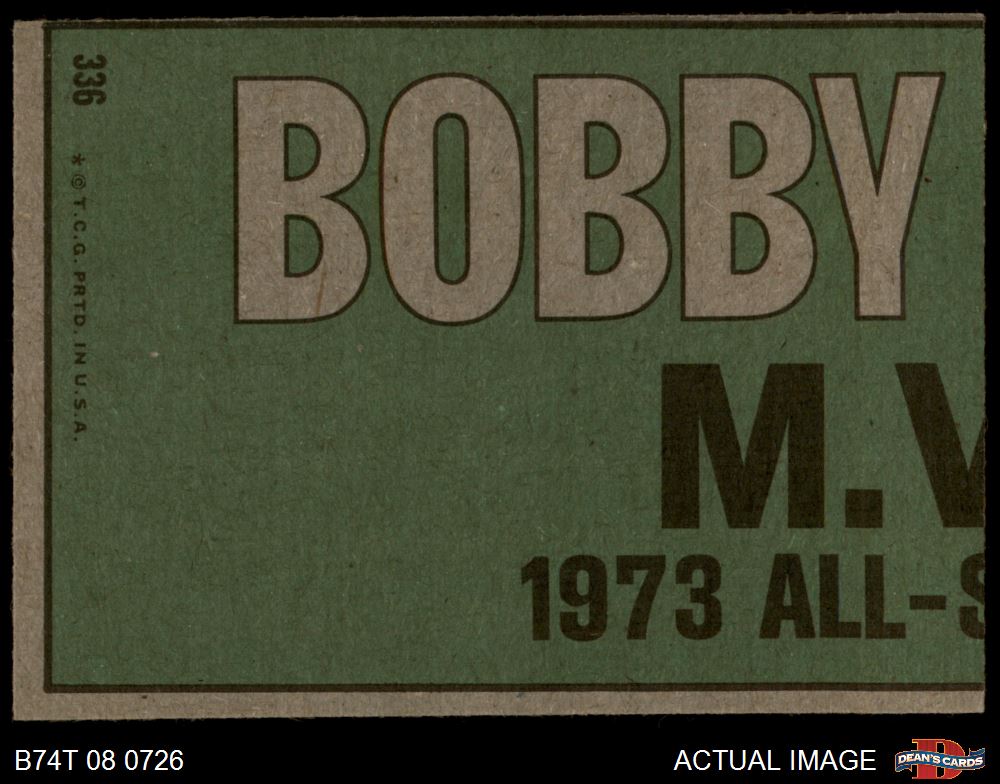 336
* © T.C.G. PRTD. IN U.S.A.
BOBBY
M.V
1973 ALL-S
B74T 08 0726
ACTUAL IMAGE
D
DEAN'S CARDS